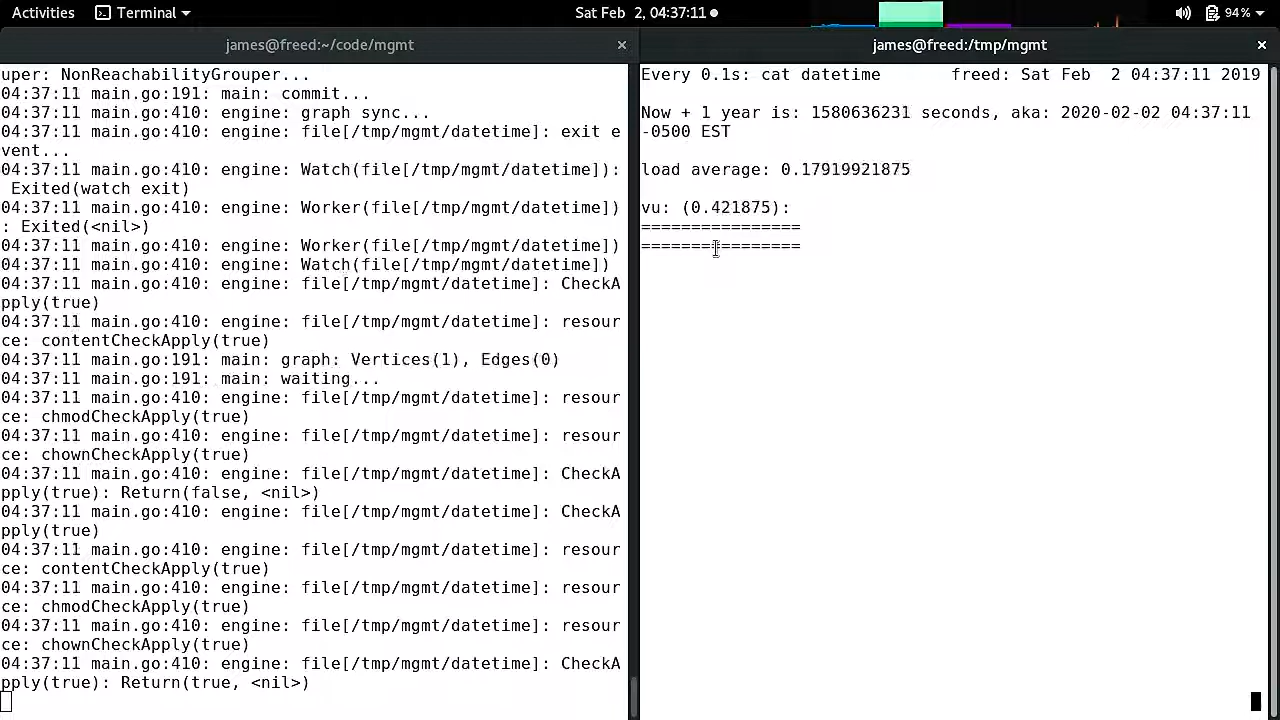 Activities Terminal Sat Feb 2, 04:37:11 94%
james@freed:~/code/mgmt × james@freed:/tmp/mgmt ×
uper: NonReachabilityGrouper...
04:37:11 main.go:191: main: commit...
04:37:11 main.go:410: engine: graph sync...
04:37:11 main.go:410: engine: file[/tmp/mgmt/datetime]: exit e
vent...
04:37:11 main.go:410: engine: Watch(file[/tmp/mgmt/datetime]):
 Exited(watch exit)
04:37:11 main.go:410: engine: Worker(file[/tmp/mgmt/datetime])
: Exited(<nil>)
04:37:11 main.go:410: engine: Worker(file[/tmp/mgmt/datetime])
04:37:11 main.go:410: engine: Watch(file[/tmp/mgmt/datetime])
04:37:11 main.go:410: engine: file[/tmp/mgmt/datetime]: CheckA
pply(true)
04:37:11 main.go:410: engine: file[/tmp/mgmt/datetime]: resour
ce: contentCheckApply(true)
04:37:11 main.go:191: main: graph: Vertices(1), Edges(0)
04:37:11 main.go:191: main: waiting...
04:37:11 main.go:410: engine: file[/tmp/mgmt/datetime]: resour
ce: chmodCheckApply(true)
04:37:11 main.go:410: engine: file[/tmp/mgmt/datetime]: resour
ce: chownCheckApply(true)
04:37:11 main.go:410: engine: file[/tmp/mgmt/datetime]: CheckA
pply(true): Return(false, <nil>)
04:37:11 main.go:410: engine: file[/tmp/mgmt/datetime]: CheckA
pply(true)
04:37:11 main.go:410: engine: file[/tmp/mgmt/datetime]: resour
ce: contentCheckApply(true)
04:37:11 main.go:410: engine: file[/tmp/mgmt/datetime]: resour
ce: chmodCheckApply(true)
04:37:11 main.go:410: engine: file[/tmp/mgmt/datetime]: resour
ce: chownCheckApply(true)
04:37:11 main.go:410: engine: file[/tmp/mgmt/datetime]: CheckA
pply(true): Return(true, <nil>)
Every 0.1s: cat datetime freed: Sat Feb  2 04:37:11 2019
Now + 1 year is: 1580636231 seconds, aka: 2020-02-02 04:37:11
-0500 EST
load average: 0.17919921875
vu: (0.421875):
================
================